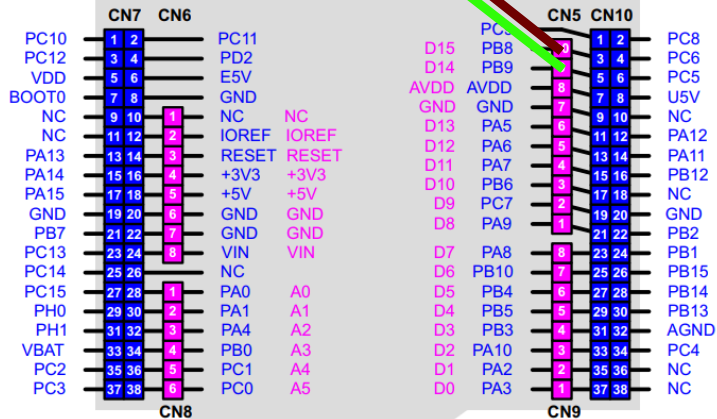 CN7 CN6 CN5 CN10
PC10 1 2 PC11 1 2 PC8
PC12 3 4 PD2 D15 PB8 3 4 PC6
VDD 5 6 E5V D14 PB9 5 6 PC5
BOOT0 7 8 GND AVDD AVDD 8 7 8 U5V
NC 9 10 1 NC NC GND GND 7 9 10 NC
NC 11 12 2 IOREF IOREF D13 PA5 6 11 12 PA12
PA13 13 14 3 RESET RESET D12 PA6 5 13 14 PA11
PA14 15 16 4 +3V3 +3V3 D11 PA7 4 15 16 PB12
PA15 17 18 5 +5V +5V D10 PB6 3 17 18 NC
GND 19 20 6 GND GND D9 PC7 2 19 20 GND
PB7 21 22 7 GND GND D8 PA9 1 21 22 PB2
PC13 23 24 8 VIN VIN D7 PA8 8 23 24 PB1
PC14 25 26 NC D6 PB10 7 25 26 PB15
PC15 27 28 1 PA0 A0 D5 PB4 6 27 28 PB14
PH0 29 30 2 PA1 A1 D4 PB5 5 29 30 PB13
PH1 31 32 3 PA4 A2 D3 PB3 4 31 32 AGND
VBAT 33 34 4 PB0 A3 D2 PA10 3 33 34 PC4
PC2 35 36 5 PC1 A4 D1 PA2 2 35 36 NC
PC3 37 38 6 PC0 A5 D0 PA3 1 37 38 NC
CN8 CN9